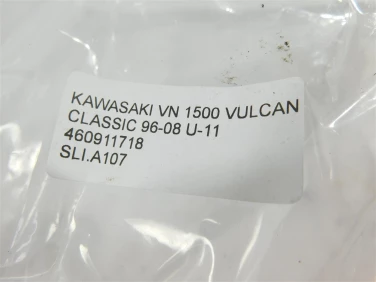 KAWASAKI VN 1500 VULCAN
CLASSIC 96-08 U-11
460911718
SLI.A107